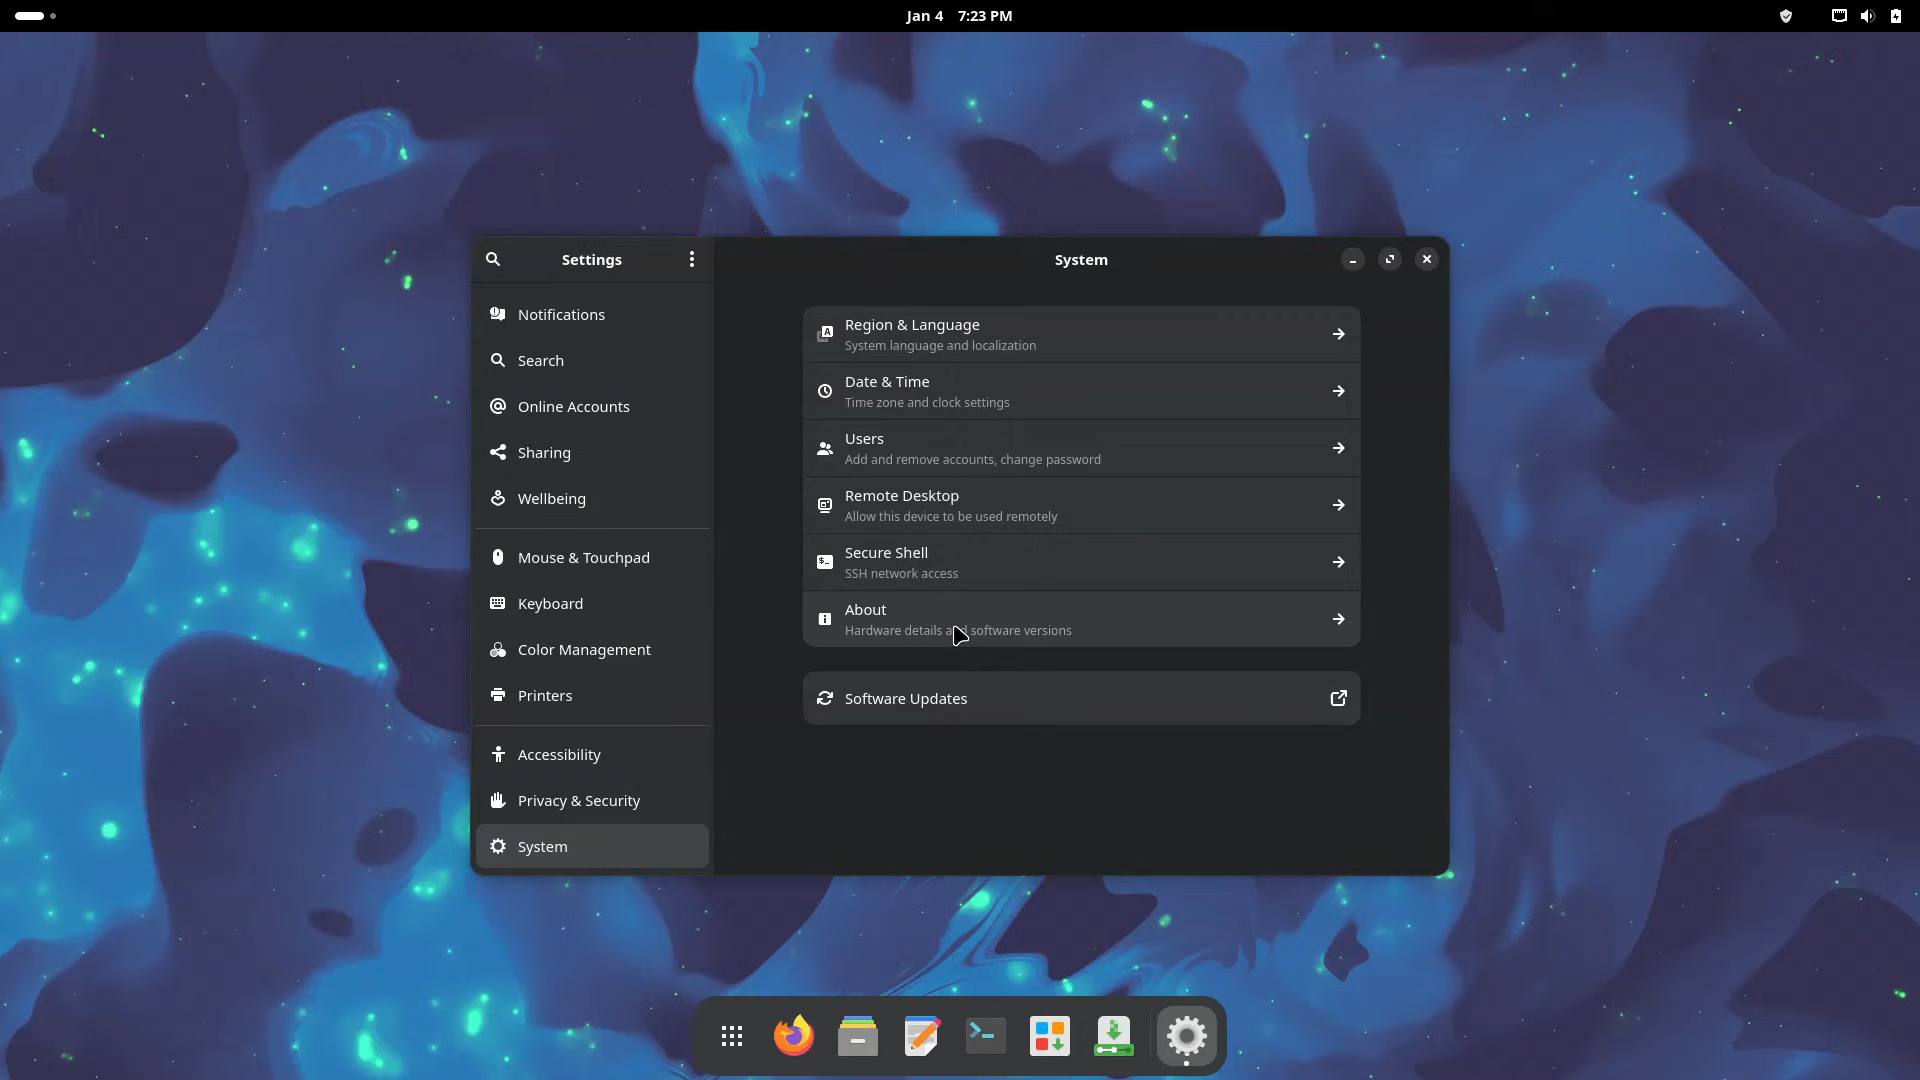 Jan 4 7:23 PM
Settings
System
Notifications
Search
Online Accounts
Sharing
Wellbeing
Mouse & Touchpad
Keyboard
Color Management
Printers
Accessibility
Privacy & Security
System
Region & Language
System language and localization
Date & Time
Time zone and clock settings
Users
Add and remove accounts, change password
Remote Desktop
Allow this device to be used remotely
Secure Shell
SSH network access
About
Hardware details and software versions
Software Updates